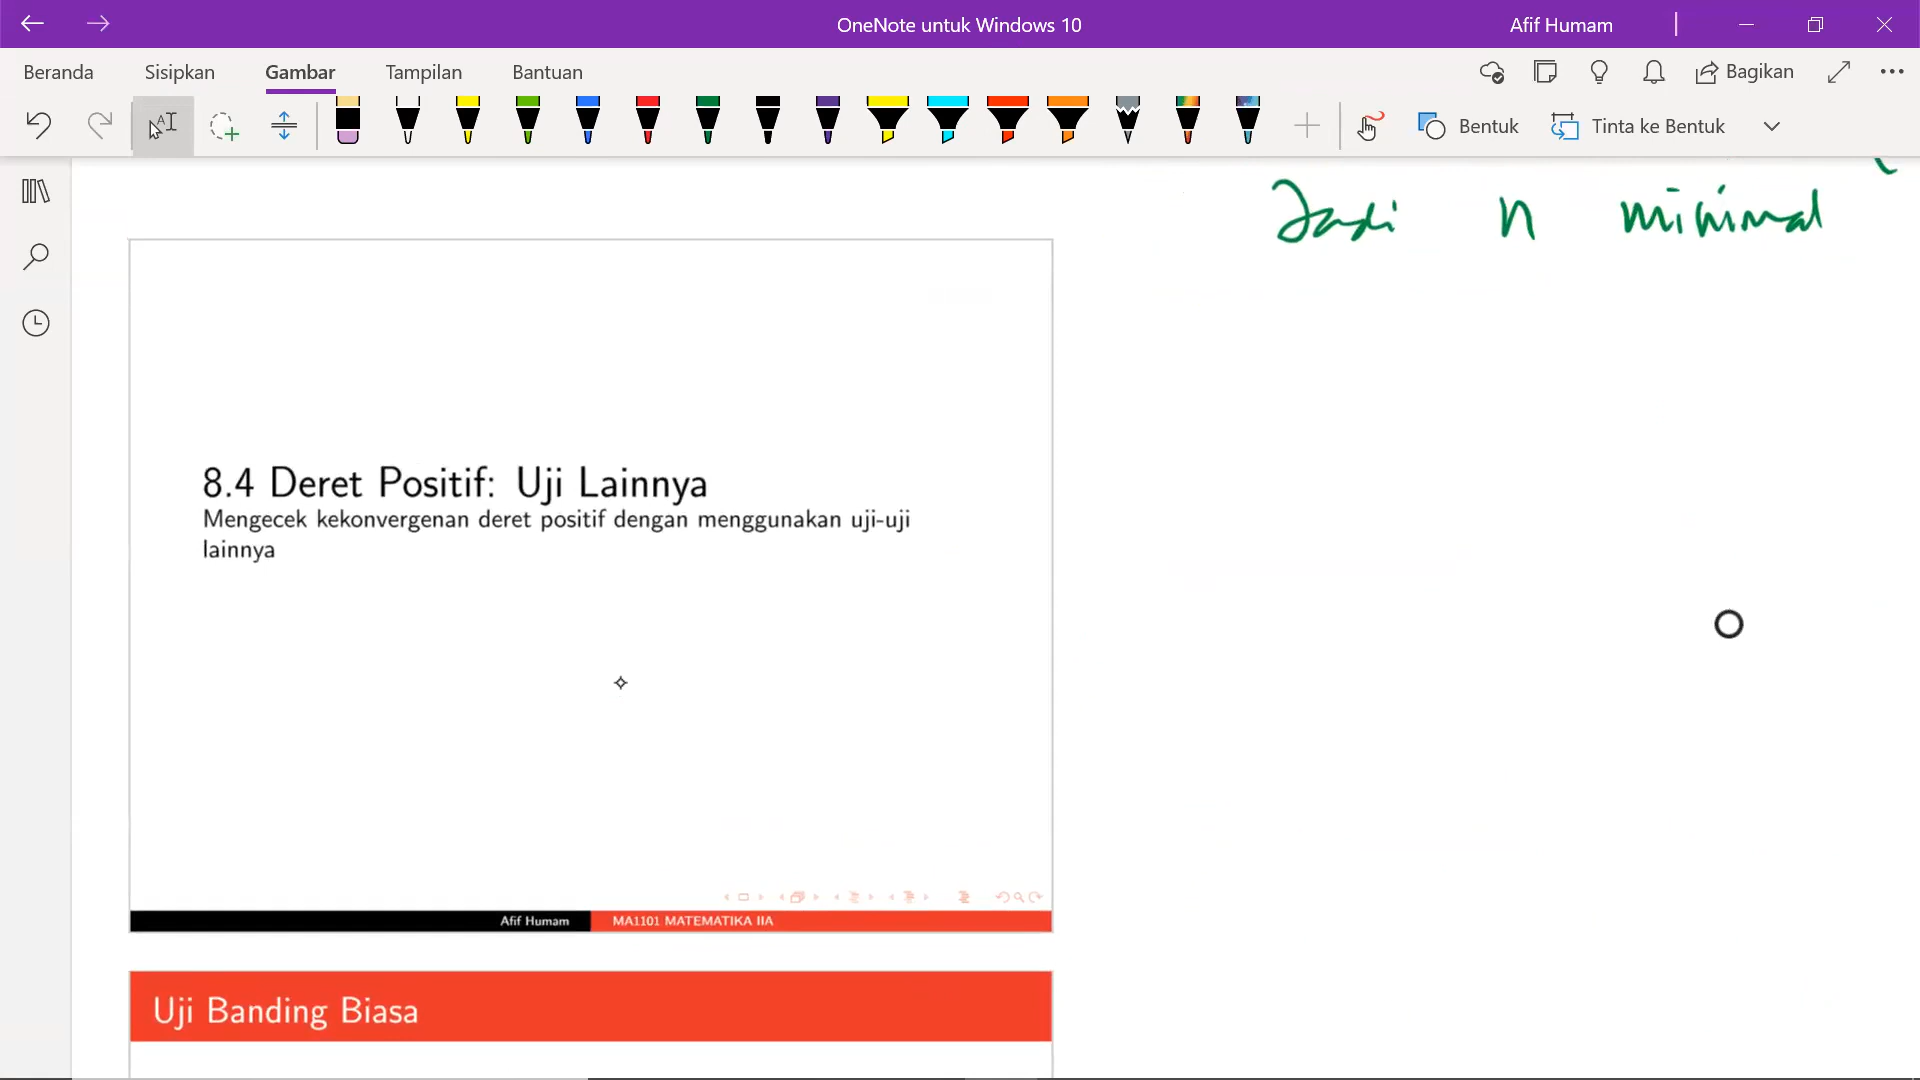 OneNote untuk Windows 10
Afif Humam
Beranda
Sisipkan
Gambar
Tampilan
Bantuan
Bagikan
Bentuk
Tinta ke Bentuk
Jadi n minimal
8.4 Deret Positif: Uji Lainnya
Mengecek kekonvergenan deret positif dengan menggunakan uji-uji
lainnya
Afif Humam
MA1101 MATEMATIKA IIA
Uji Banding Biasa